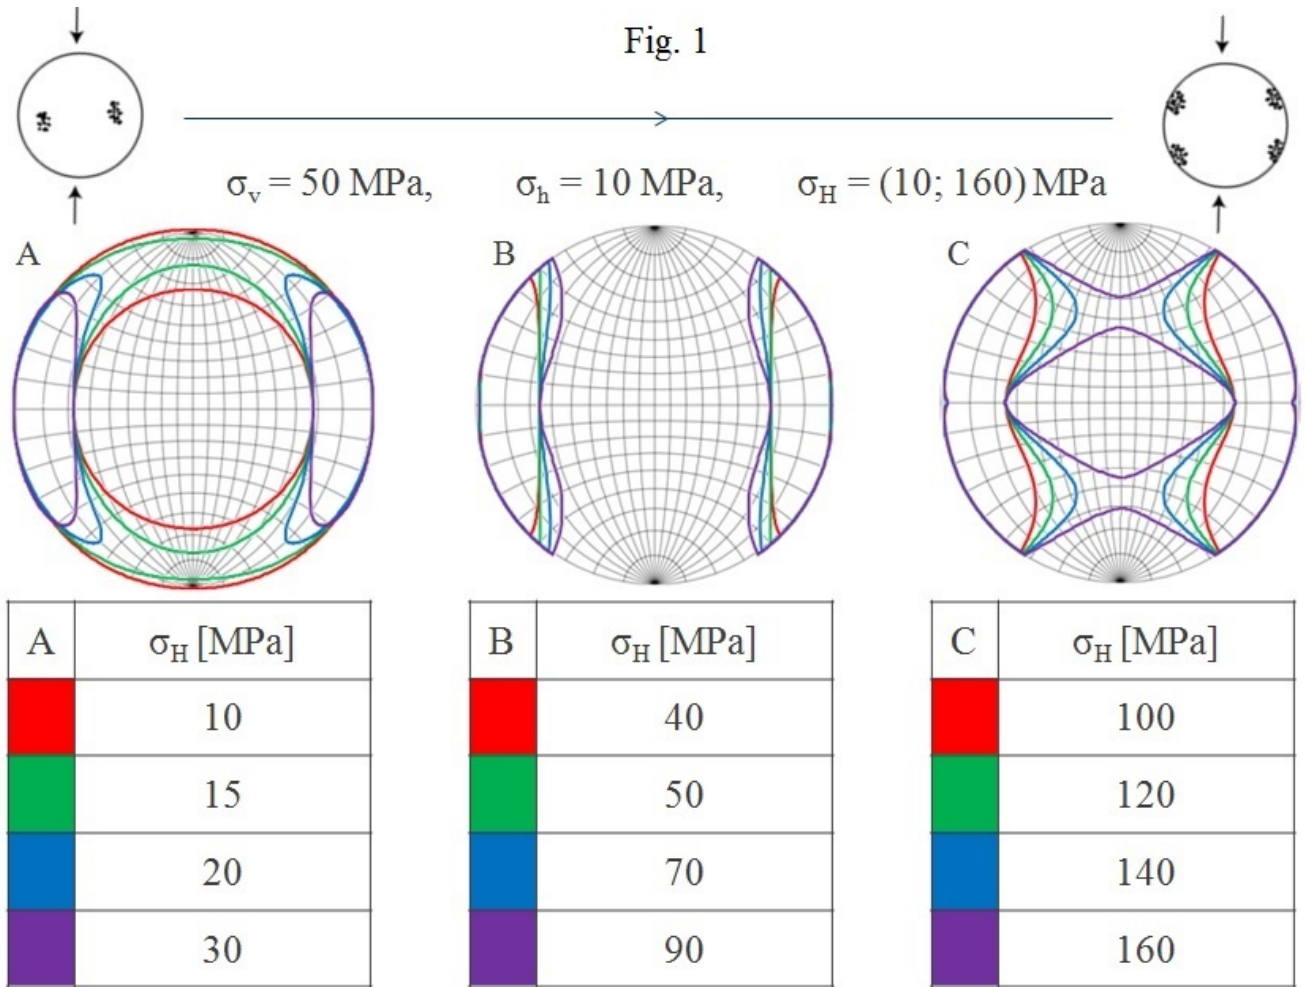 Fig. 1
σv = 50 MPa, σh = 10 MPa, σH = (10; 160) MPa
A B C
A σH [MPa] B σH [MPa] C σH [MPa]
10 40 100
15 50 120
20 70 140
30 90 160